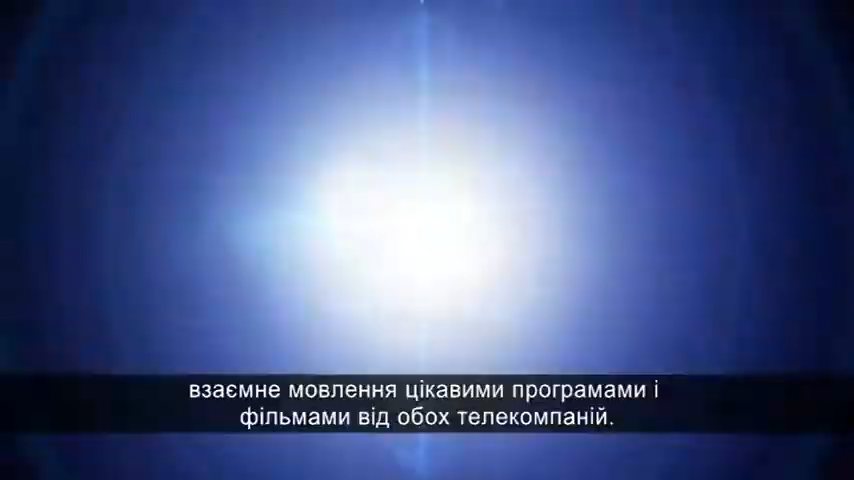 взаємне мовлення цікавими програмами і
фільмами від обох телекомпаній.